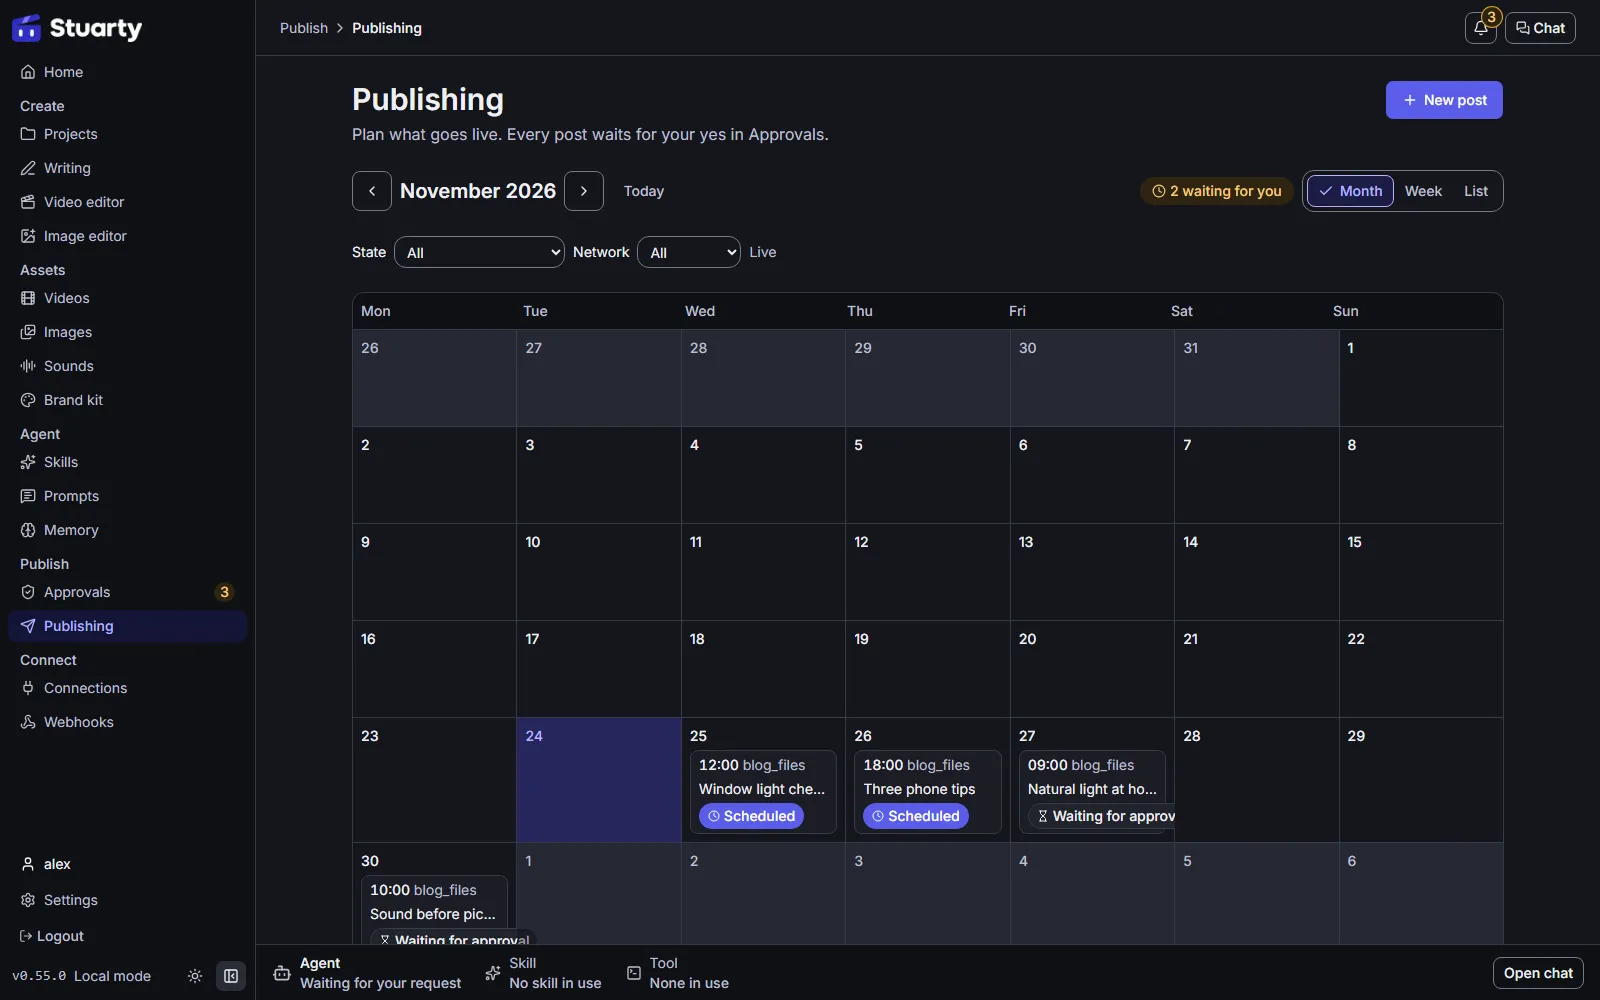 Stuarty
Home
Create
Projects
Writing
Video editor
Image editor
Assets
Videos
Images
Sounds
Brand kit
Agent
Skills
Prompts
Memory
Publish
Approvals 3
Publishing
Connect
Connections
Webhooks
alex
Settings
Logout
v0.55.0 Local mode
Publish > Publishing
3
Chat
Publishing
Plan what goes live. Every post waits for your yes in Approvals.
+ New post
November 2026
Today
2 waiting for you
Month Week List
State All Network All Live
Mon Tue Wed Thu Fri Sat Sun
26 27 28 29 30 31 1
2 3 4 5 6 7 8
9 10 11 12 13 14 15
16 17 18 19 20 21 22
23 24 25 26 27 28 29
12:00 blog_files
Window light che...
Scheduled
18:00 blog_files
Three phone tips
Scheduled
09:00 blog_files
Natural light at ho...
Waiting for approv
30 1 2 3 4 5 6
10:00 blog_files
Sound before pic...
Waiting for approval
Agent
Waiting for your request
Skill
No skill in use
Tool
None in use
Open chat